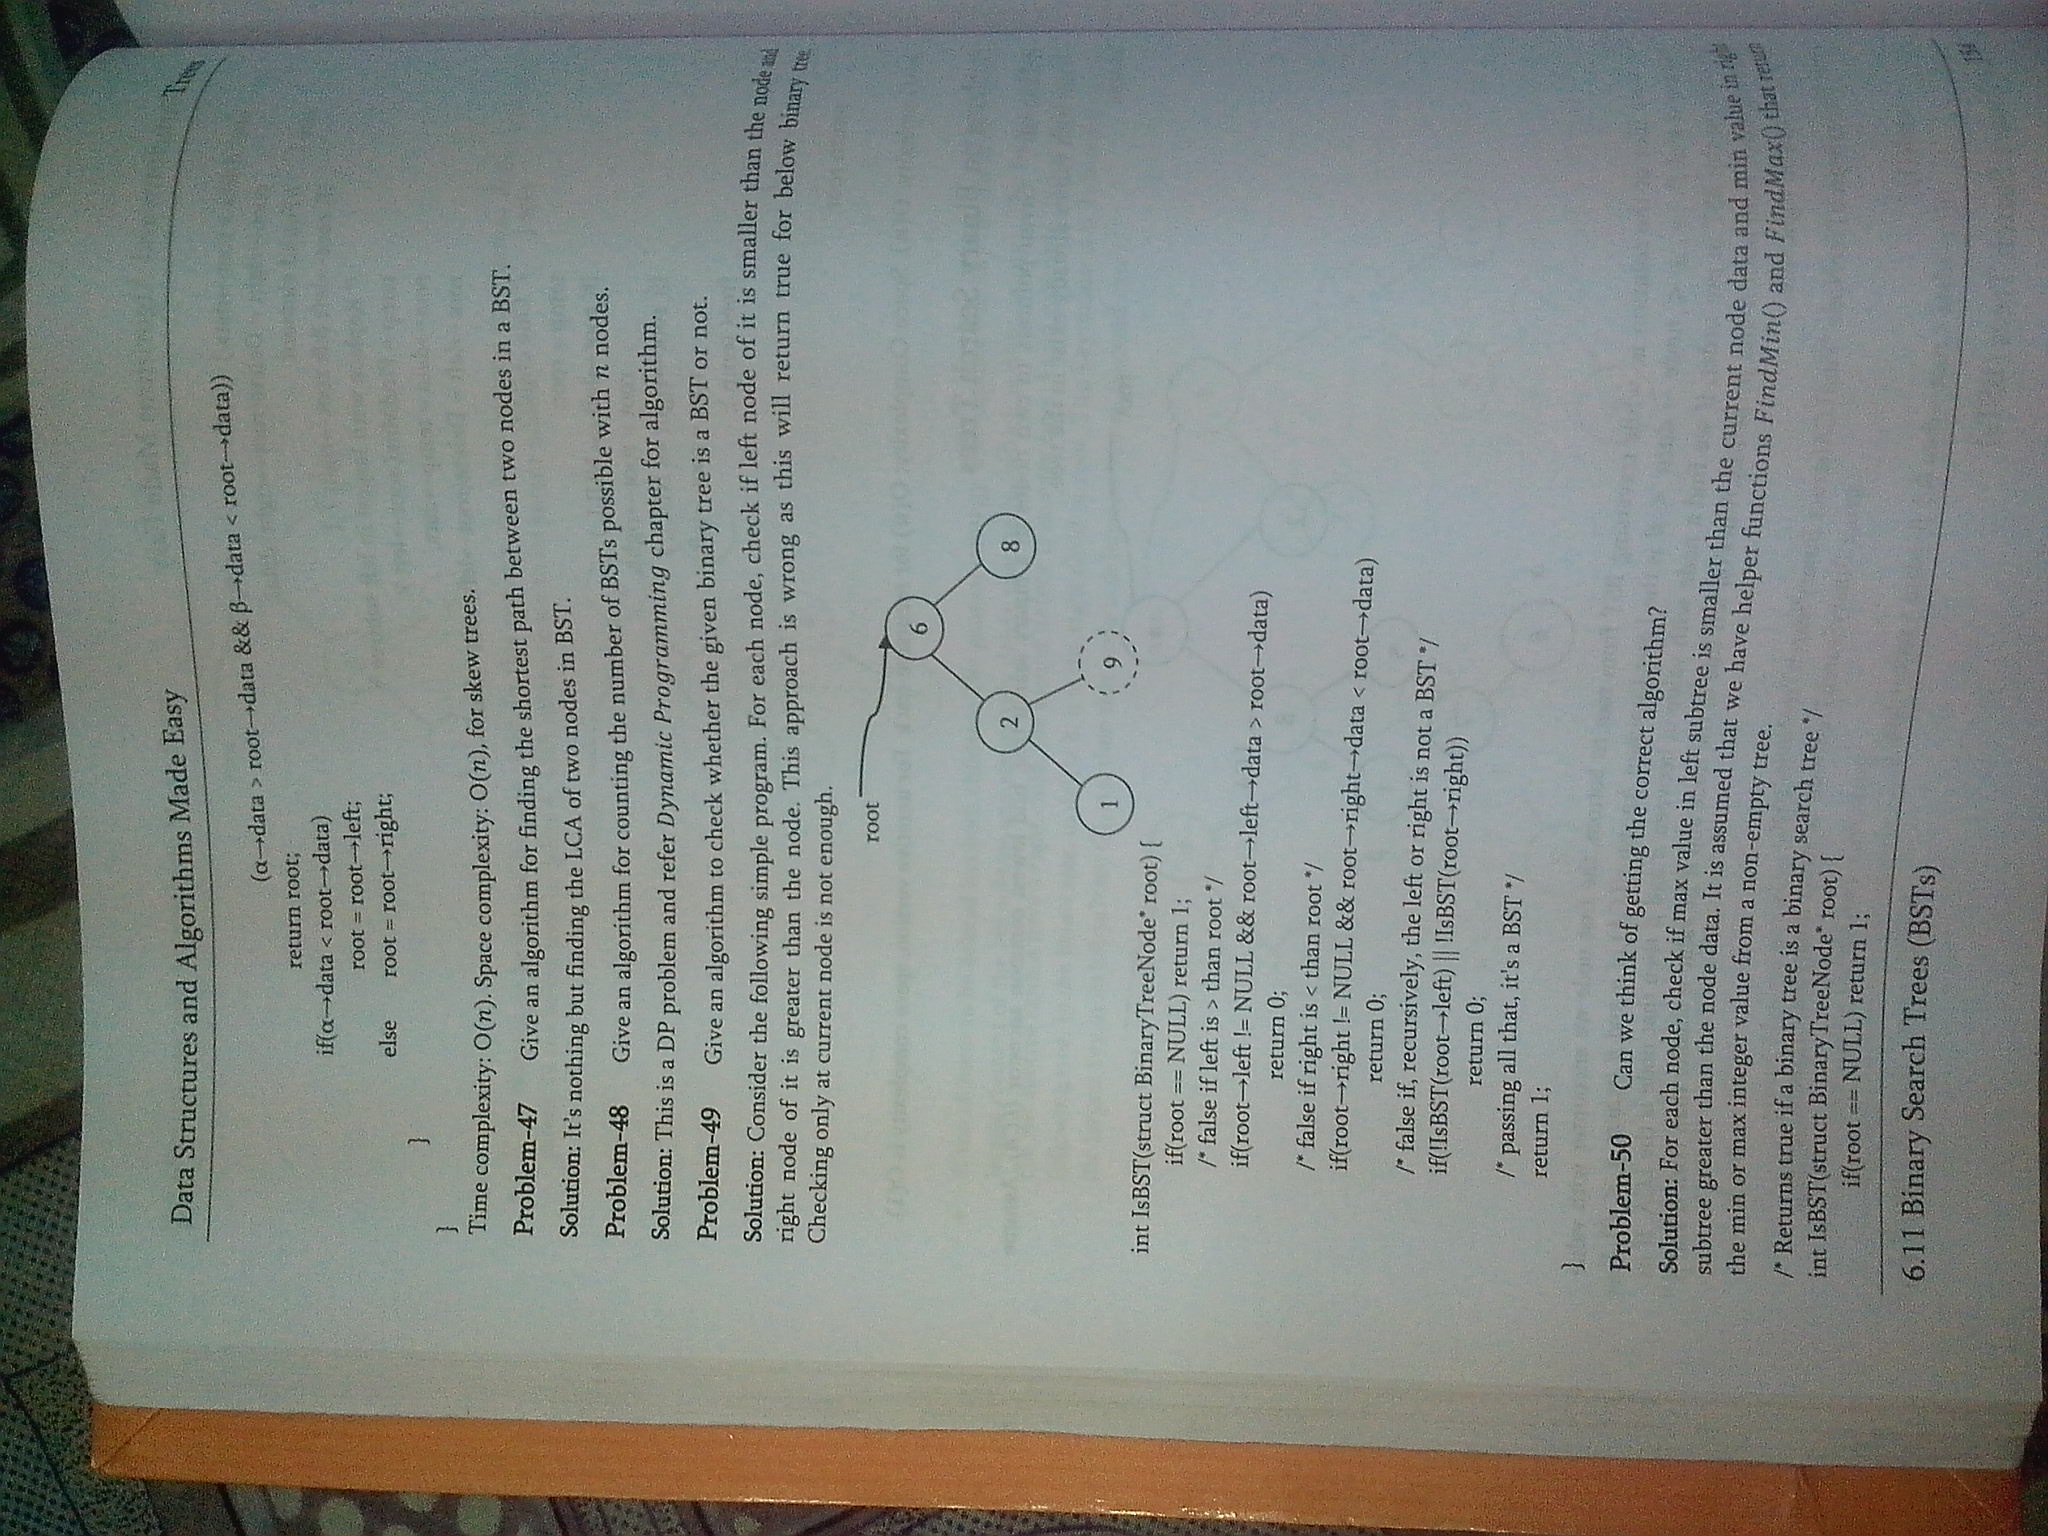 Data Structures and Algorithms Made Easy
Trees
(α→data > root→data && β→data < root→data))
return root;
if(α→data < root→data)
root = root→left;
else root = root→right;
}
}
Time complexity: O(n). Space complexity: O(n), for skew trees.
Problem-47 Give an algorithm for finding the shortest path between two nodes in a BST.
Solution: It's nothing but finding the LCA of two nodes in BST.
Problem-48 Give an algorithm for counting the number of BSTs possible with n nodes.
Solution: This is a DP problem and refer Dynamic Programming chapter for algorithm.
Problem-49 Give an algorithm to check whether the given binary tree is a BST or not.
Solution: Consider the following simple program. For each node, check if left node of it is smaller than the node and
right node of it is greater than the node. This approach is wrong as this will return true for below binary tree.
Checking only at current node is not enough.
root
6
2
8
1
9
int IsBST(struct BinaryTreeNode* root) {
if(root == NULL) return 1;
/* false if left is > than root */
if(root→left != NULL && root→left→data > root→data)
return 0;
/* false if right is < than root */
if(root→right != NULL && root→right→data < root→data)
return 0;
/* false if, recursively, the left or right is not a BST */
if(!IsBST(root→left) || !IsBST(root→right))
return 0;
/* passing all that, it's a BST */
return 1;
}
Problem-50 Can we think of getting the correct algorithm?
Solution: For each node, check if max value in left subtree is smaller than the current node data and min value in right
subtree greater than the node data. It is assumed that we have helper functions FindMin() and FindMax() that return
the min or max integer value from a non-empty tree.
/* Returns true if a binary tree is a binary search tree */
int IsBST(struct BinaryTreeNode* root) {
if(root == NULL) return 1;
6.11 Binary Search Trees (BSTs)